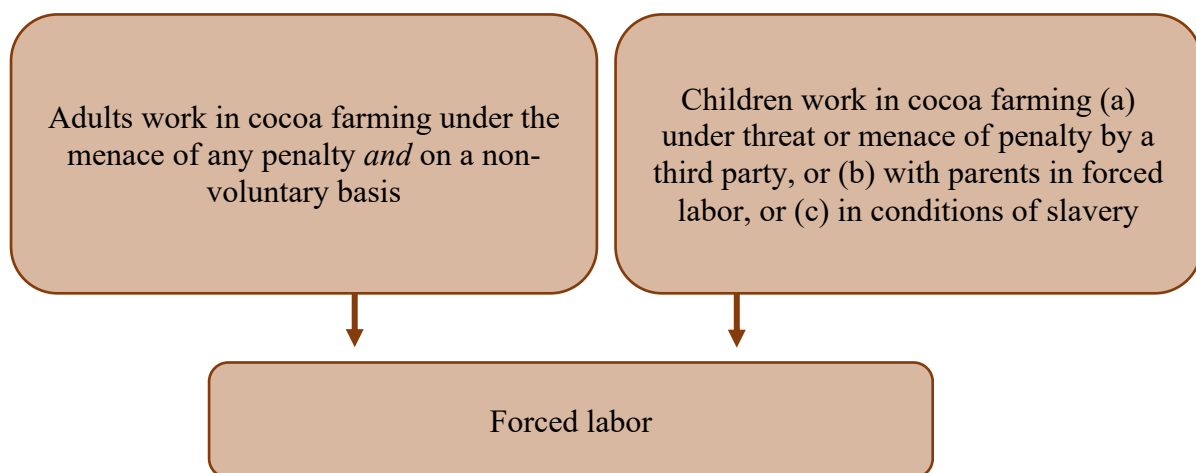 Adults work in cocoa farming under the
menace of any penalty and on a non-
voluntary basis
Children work in cocoa farming (a)
under threat or menace of penalty by a
third party, or (b) with parents in forced
labor, or (c) in conditions of slavery
Forced labor